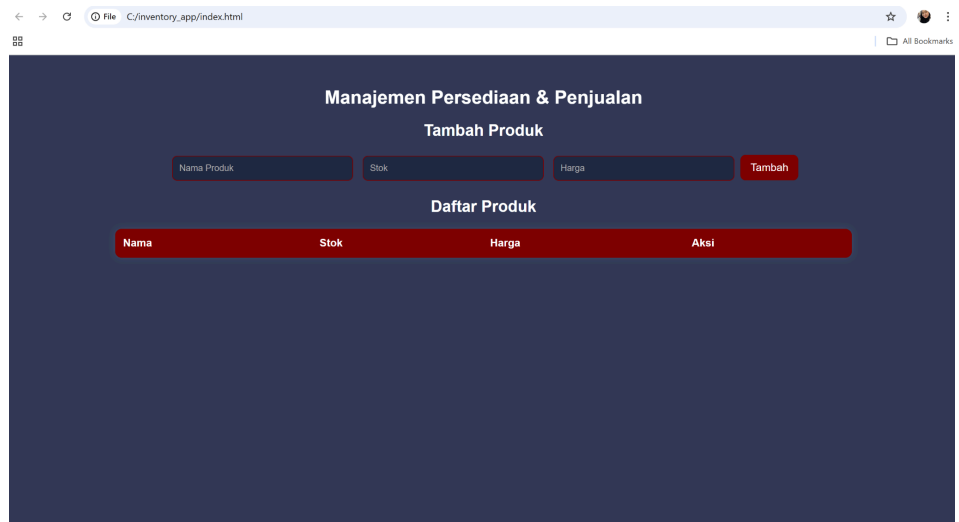 File C:/inventory_app/index.html
All Bookmarks
Manajemen Persediaan & Penjualan
Tambah Produk
Nama Produk Stok Harga Tambah
Daftar Produk
Nama Stok Harga Aksi